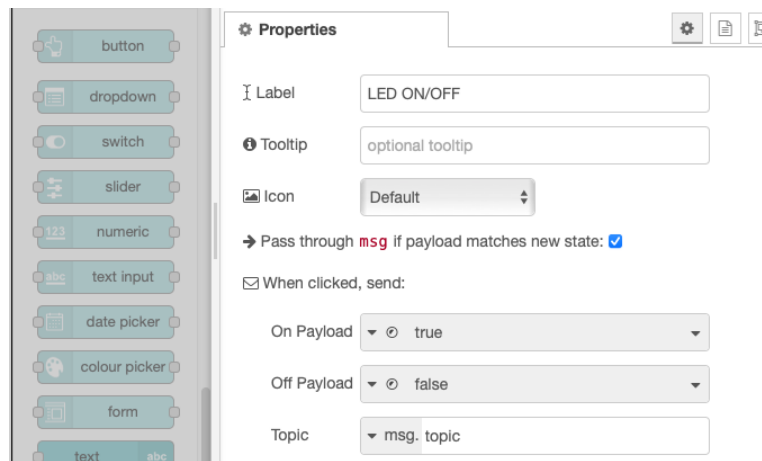 button
dropdown
switch
slider
123 numeric
abc text input
date picker
colour picker
form
text abc
Properties
Label LED ON/OFF
Tooltip optional tooltip
Icon Default
Pass through msg if payload matches new state:
When clicked, send:
On Payload true
Off Payload false
Topic msg. topic